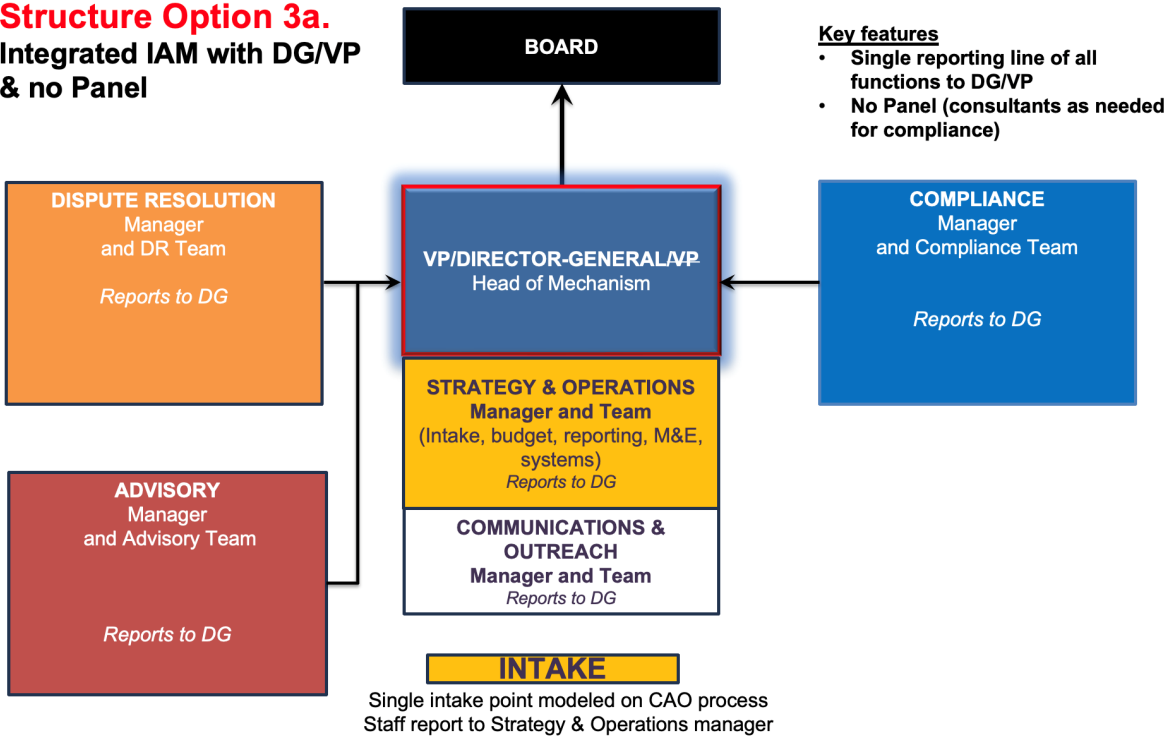 Structure Option 3a.
Integrated IAM with DG/VP
& no Panel
BOARD
Key features
• Single reporting line of all
functions to DG/VP
• No Panel (consultants as needed
for compliance)
DISPUTE RESOLUTION
Manager
and DR Team
Reports to DG
VP/DIRECTOR-GENERAL/VP
Head of Mechanism
COMPLIANCE
Manager
and Compliance Team
Reports to DG
STRATEGY & OPERATIONS
Manager and Team
(Intake, budget, reporting, M&E,
systems)
Reports to DG
ADVISORY
Manager
and Advisory Team
Reports to DG
COMMUNICATIONS &
OUTREACH
Manager and Team
Reports to DG
INTAKE
Single intake point modeled on CAO process
Staff report to Strategy & Operations manager